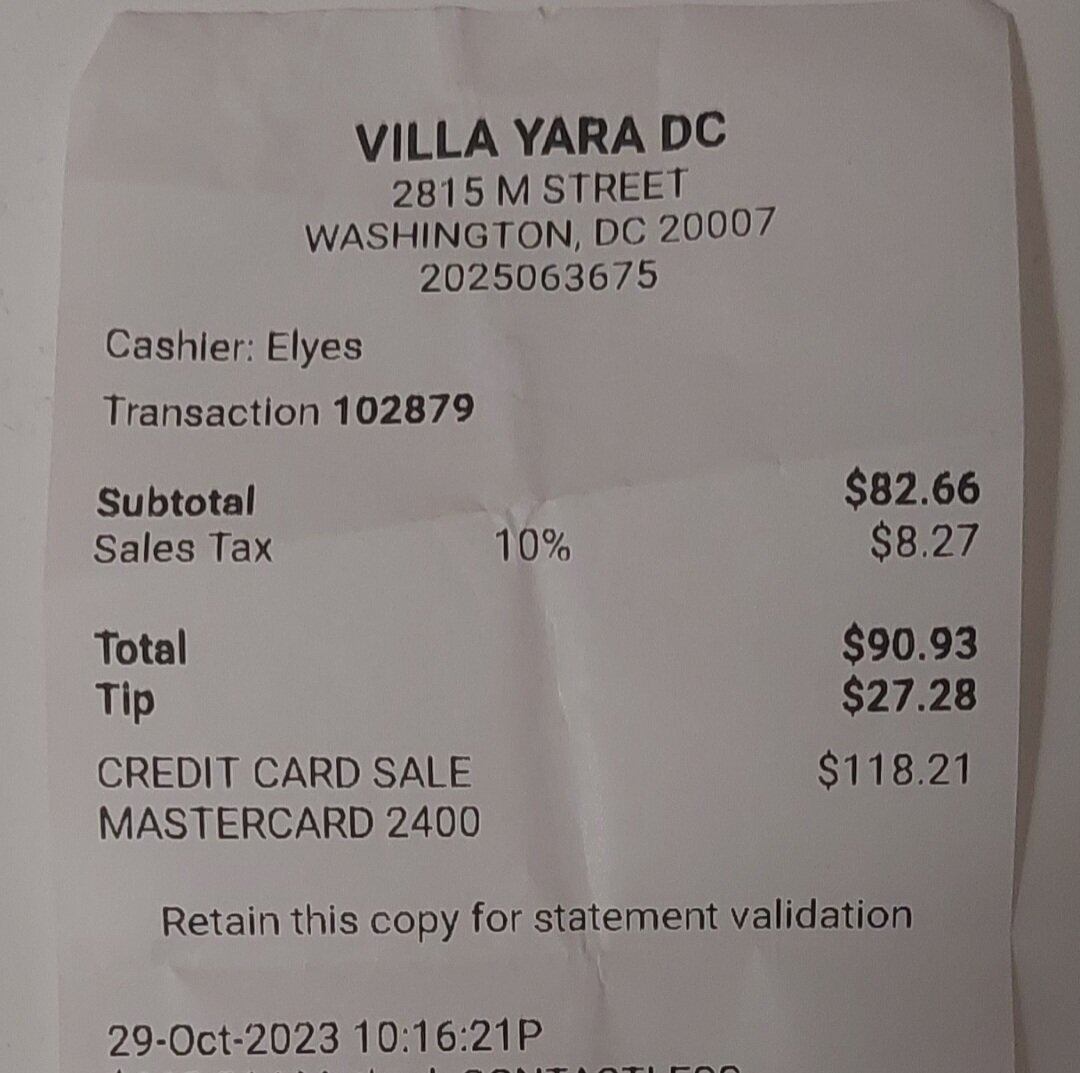 VILLA YARA DC
2815 M STREET
WASHINGTON, DC 20007
2025063675
Cashier: Elyes
Transaction 102879
Subtotal $82.66
Sales Tax 10% $8.27
Total $90.93
Tip $27.28
CREDIT CARD SALE $118.21
MASTERCARD 2400
Retain this copy for statement validation
29-Oct-2023 10:16:21P